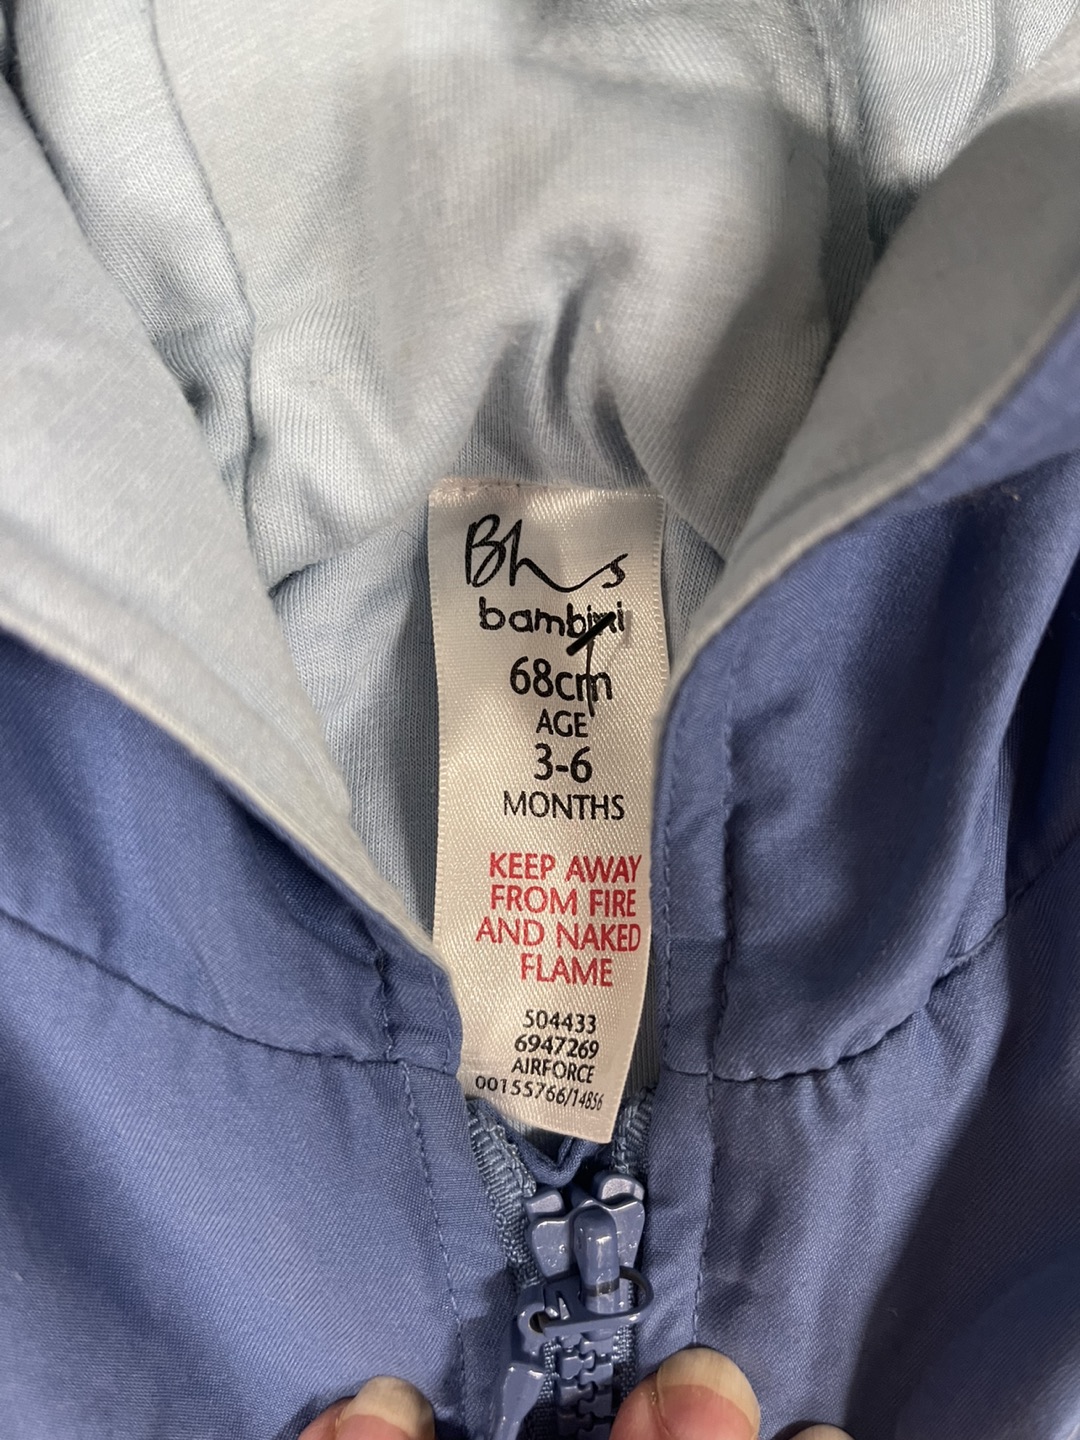 Bhs
bambini
68cm
AGE
3-6
MONTHS
KEEP AWAY
FROM FIRE
AND NAKED
FLAME
504433
6947269
AIRFORCE
00155766/14856